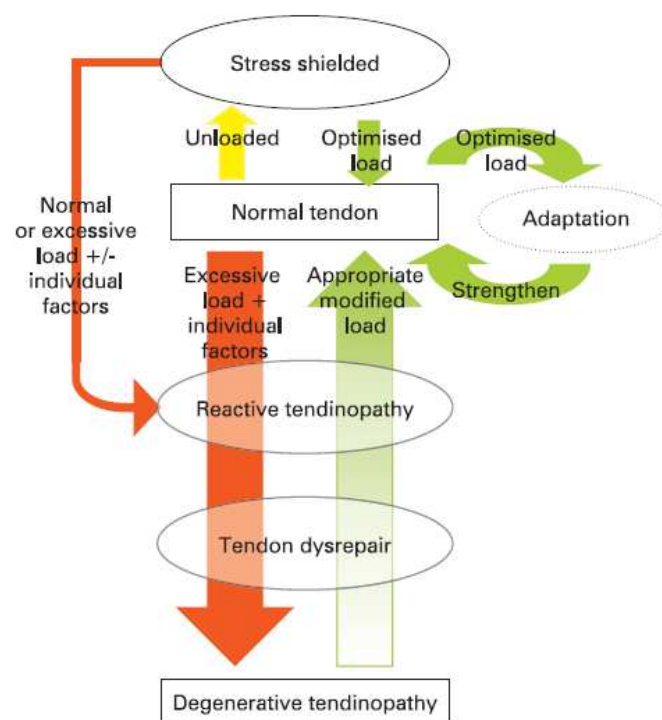 Stress shielded
Unloaded
Optimised
load
Optimised
load
Normal
or excessive
load +/-
individual
factors
Normal tendon
Adaptation
Excessive
load +
individual
factors
Appropriate
modified
load
Strengthen
Reactive tendinopathy
Tendon dysrepair
Degenerative tendinopathy